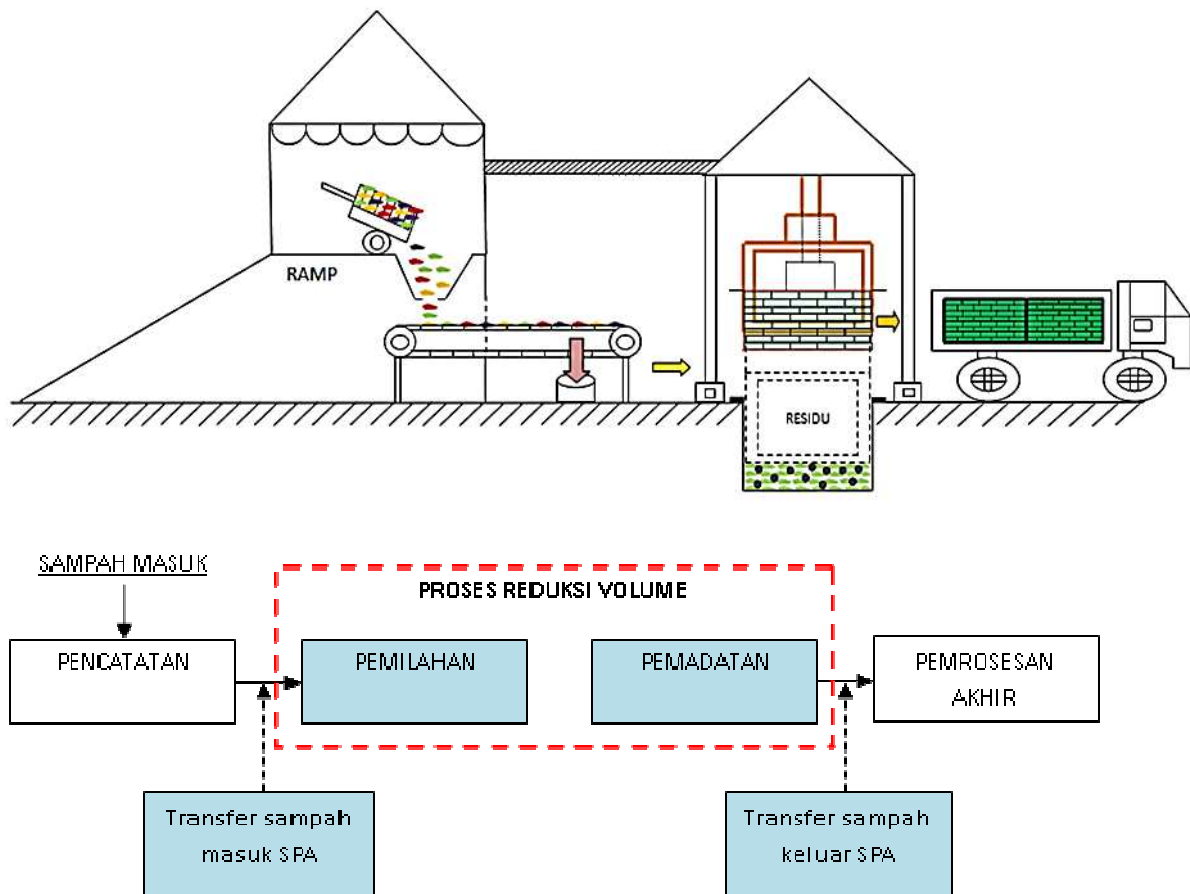 RAMP
RESIDU
SAMPAH MASUK
PROSES REDUKSI VOLUME
PENCATATAN
PEMILAHAN
PEMADATAN
PEMROSESAN
AKHIR
Transfer sampah
masuk SPA
Transfer sampah
keluar SPA